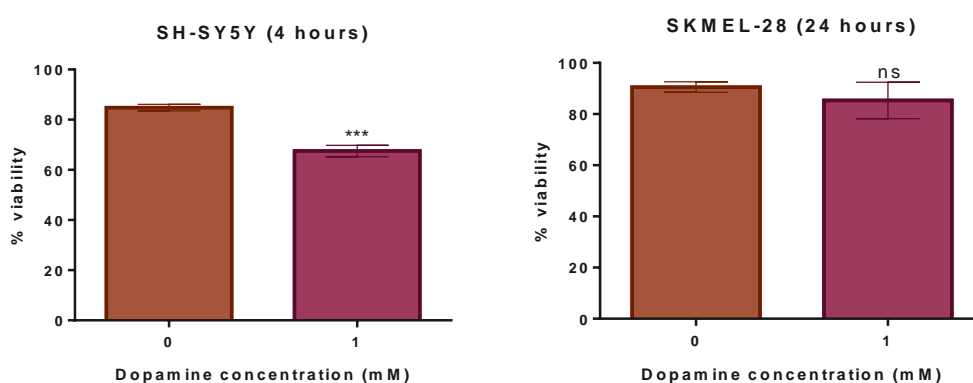 SH-SY5Y (4 hours)
% viability
100
80
60
40
20
0
***
0
1
Dopamine concentration (mM)
SKMEL-28 (24 hours)
% viability
100
80
60
40
20
0
ns
0
1
Dopamine concentration (mM)